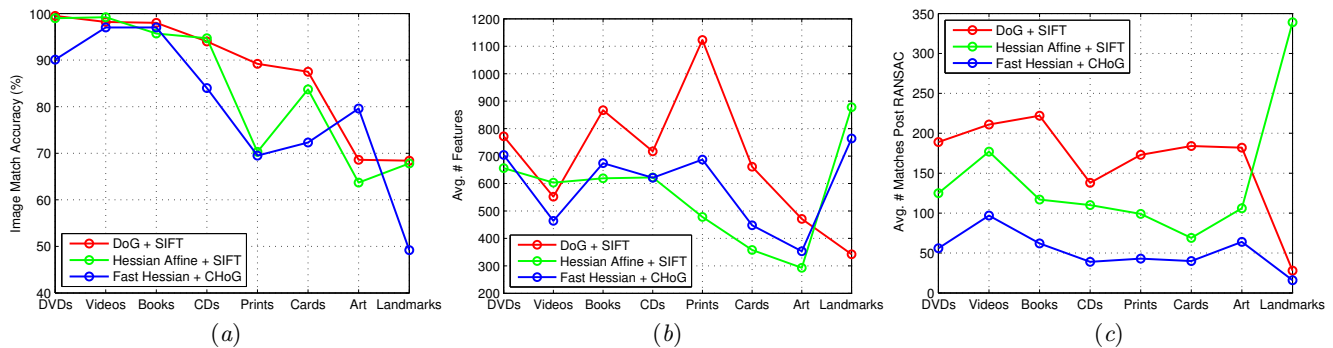 Image Match Accuracy (%)
100
90
80
70
60
50
40
DoG + SIFT
Hessian Affine + SIFT
Fast Hessian + CHoG
DVDs Videos Books CDs Prints Cards Art Landmarks
(a)
Avg. # Features
1200
1100
1000
900
800
700
600
500
400
300
200
DoG + SIFT
Hessian Affine + SIFT
Fast Hessian + CHoG
DVDs Videos Books CDs Prints Cards Art Landmarks
(b)
Avg. # Matches Post RANSAC
350
300
250
200
150
100
50
0
DoG + SIFT
Hessian Affine + SIFT
Fast Hessian + CHoG
DVDs Videos Books CDs Prints Cards Art Landmarks
(c)